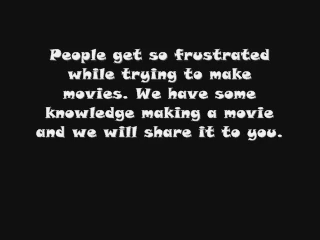 People get so frustrated
while trying to make
movies. We have some
knowledge making a movie
and we will share it to you.